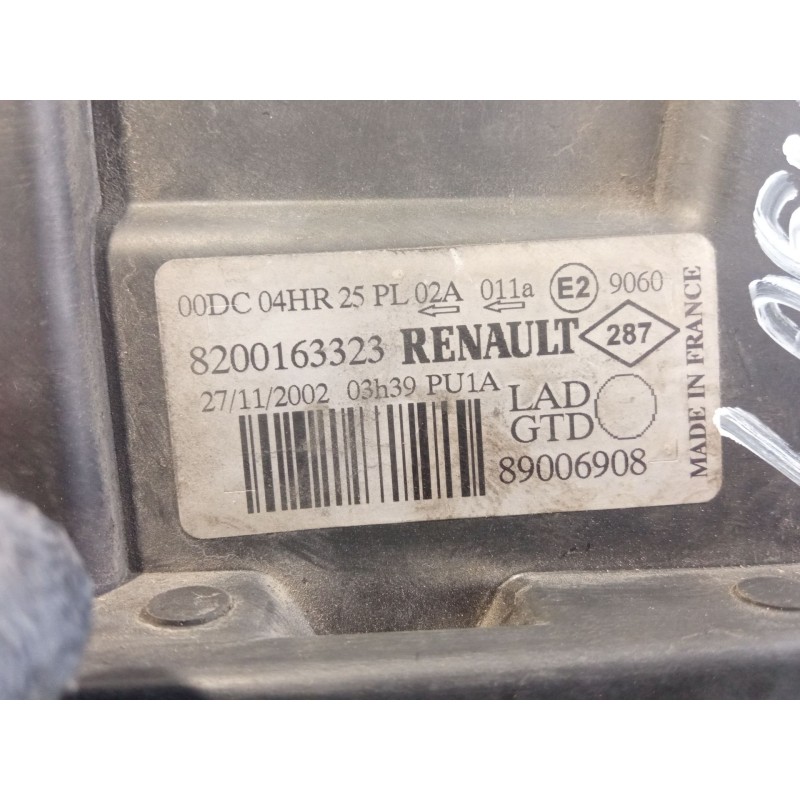 00DC 04HR 25 PL 02A 011a E2 9060
8200163323 RENAULT 287
27/11/2002 03h39 PU1A LAD
GTD
89006908
MADE IN FRANCE